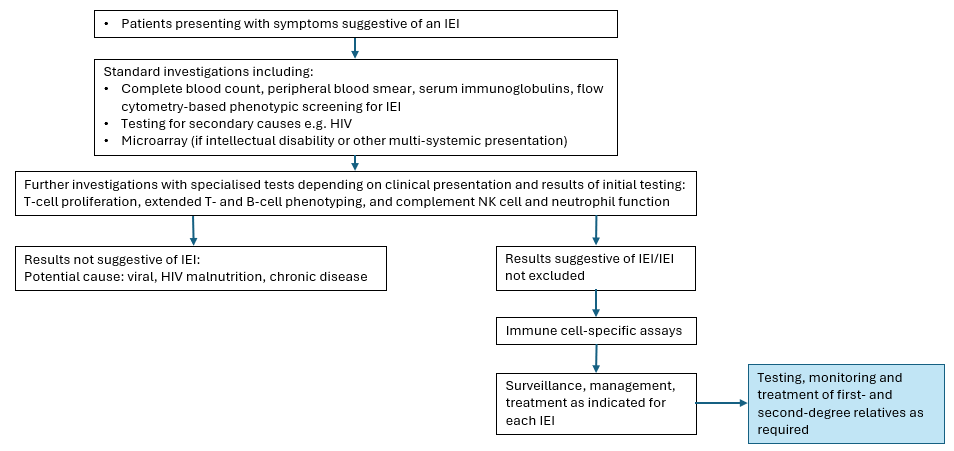 • Patients presenting with symptoms suggestive of an IEI
Standard investigations including:
• Complete blood count, peripheral blood smear, serum immunoglobulins, flow
cytometry-based phenotypic screening for IEI
• Testing for secondary causes e.g. HIV
• Microarray (if intellectual disability or other multi-systemic presentation)
Further investigations with specialised tests depending on clinical presentation and results of initial testing:
T-cell proliferation, extended T- and B-cell phenotyping, and complement NK cell and neutrophil function
Results not suggestive of IEI:
Potential cause: viral, HIV malnutrition, chronic disease
Results suggestive of IEI/IEI
not excluded
Immune cell-specific assays
Surveillance, management,
treatment as indicated for
each IEI
Testing, monitoring and
treatment of first- and
second-degree relatives as
required